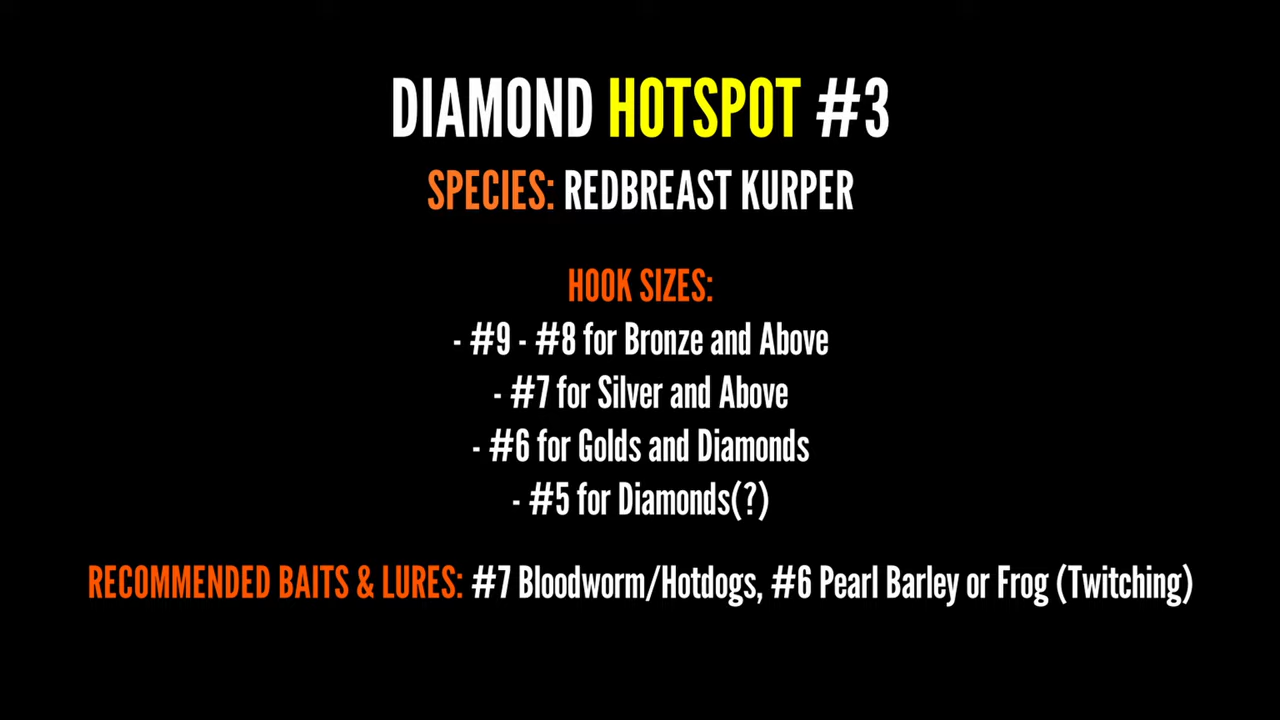 DIAMOND HOTSPOT #3
SPECIES: REDBREAST KURPER
HOOK SIZES:
- #9 - #8 for Bronze and Above
- #7 for Silver and Above
- #6 for Golds and Diamonds
- #5 for Diamonds(?)
RECOMMENDED BAITS & LURES: #7 Bloodworm/Hotdogs, #6 Pearl Barley or Frog (Twitching)